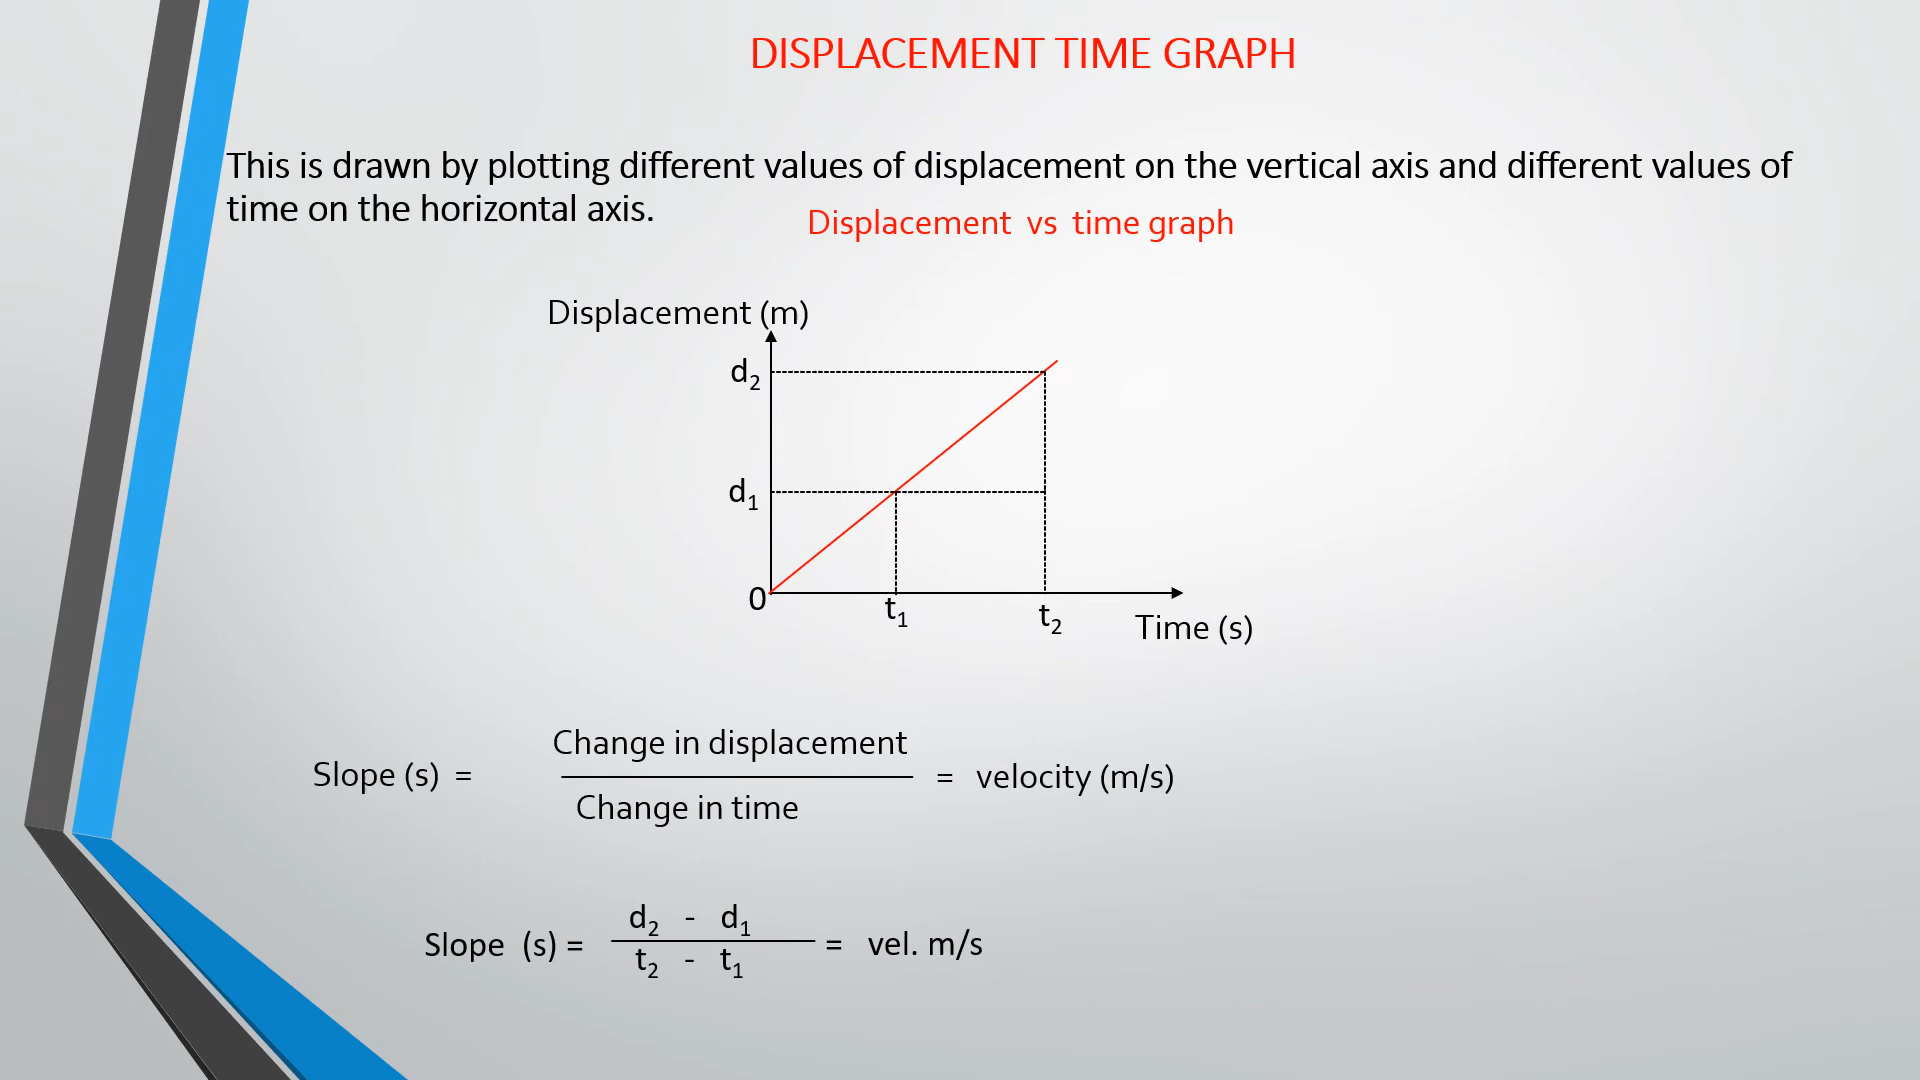 DISPLACEMENT TIME GRAPH
This is drawn by plotting different values of displacement on the vertical axis and different values of
time on the horizontal axis.
Displacement vs time graph
Displacement (m)
d2
d1
0
t1
t2
Time (s)
Change in displacement
Slope (s) = = velocity (m/s)
Change in time
d2 - d1
Slope (s) = = vel. m/s
t2 - t1